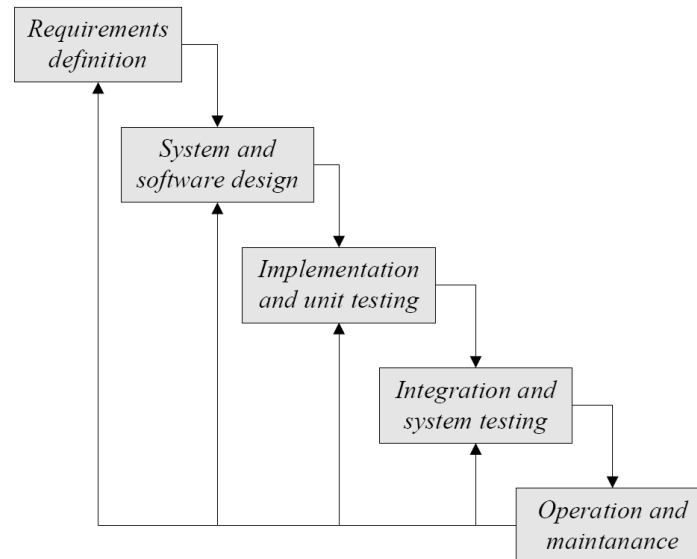 Requirements
definition
System and
software design
Implementation
and unit testing
Integration and
system testing
Operation and
maintanance